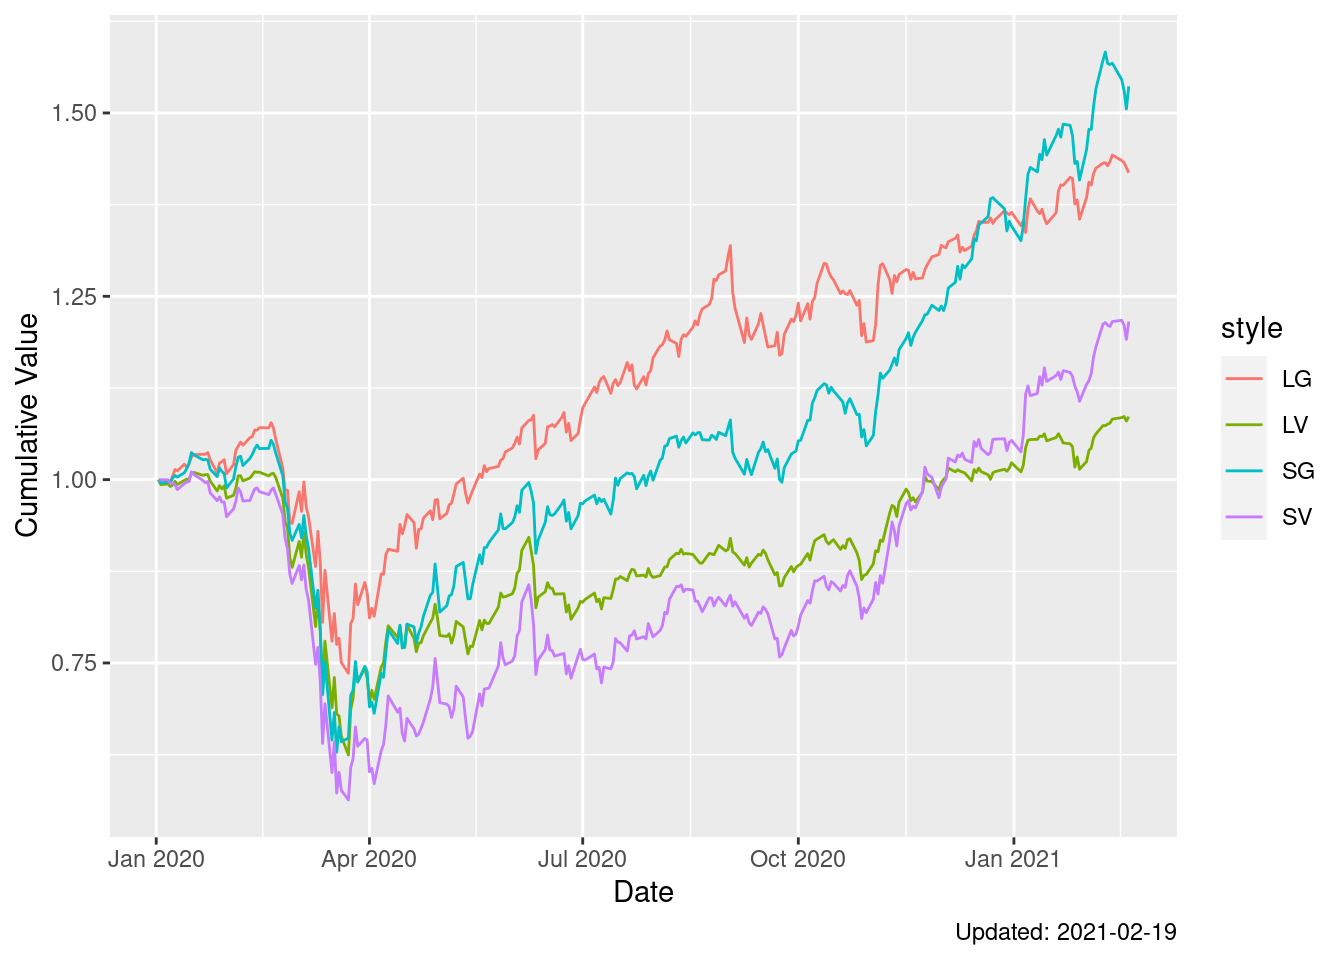 Cumulative Value
1.50
1.25
1.00
0.75
Jan 2020 Apr 2020 Jul 2020 Oct 2020 Jan 2021
Date
style
LG
LV
SG
SV
Updated: 2021-02-19